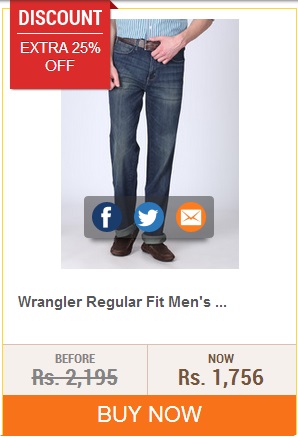 DISCOUNT
EXTRA 25%
OFF
f
Wrangler Regular Fit Men's ...
BEFORE
Rs. 2,195
NOW
Rs. 1,756
BUY NOW